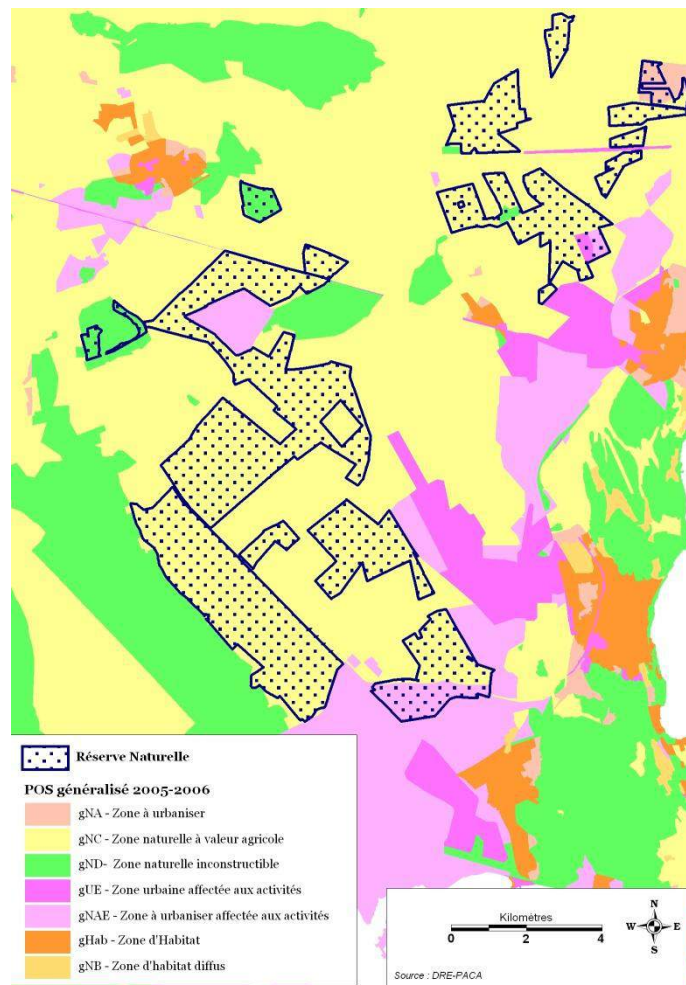 Réserve Naturelle
POS généralisé 2005-2006
gNA - Zone à urbaniser
gNC - Zone naturelle à valeur agricole
gND- Zone naturelle inconstructible
gUE - Zone urbaine affectée aux activités
gNAE - Zone à urbaniser affectée aux activités
gHab - Zone d'Habitat
gNB - Zone d'habitat diffus
Kilomètres
0 2 4
N
W E
S
Source : DRE-PACA